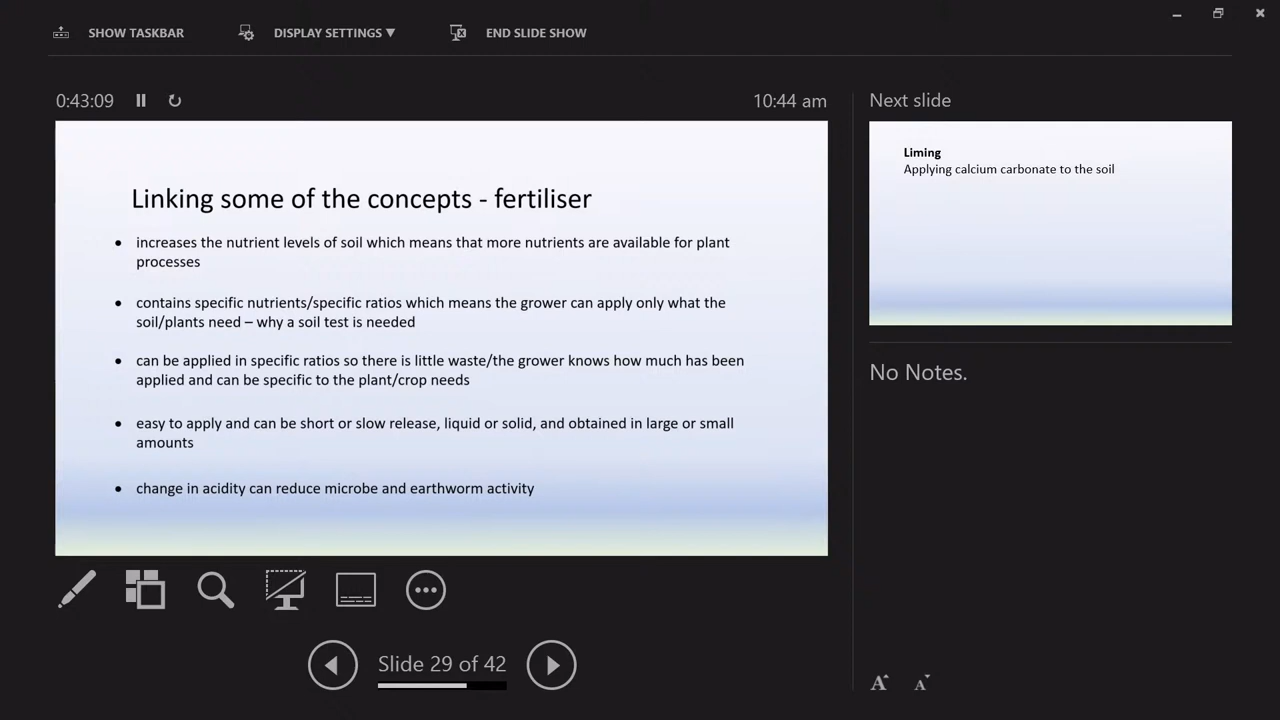 SHOW TASKBAR
DISPLAY SETTINGS ▼
END SLIDE SHOW
0:43:09
10:44 am
Next slide
Linking some of the concepts - fertiliser
• increases the nutrient levels of soil which means that more nutrients are available for plant
processes
• contains specific nutrients/specific ratios which means the grower can apply only what the
soil/plants need – why a soil test is needed
• can be applied in specific ratios so there is little waste/the grower knows how much has been
applied and can be specific to the plant/crop needs
• easy to apply and can be short or slow release, liquid or solid, and obtained in large or small
amounts
• change in acidity can reduce microbe and earthworm activity
Liming
Applying calcium carbonate to the soil
No Notes.
Slide 29 of 42
A
A